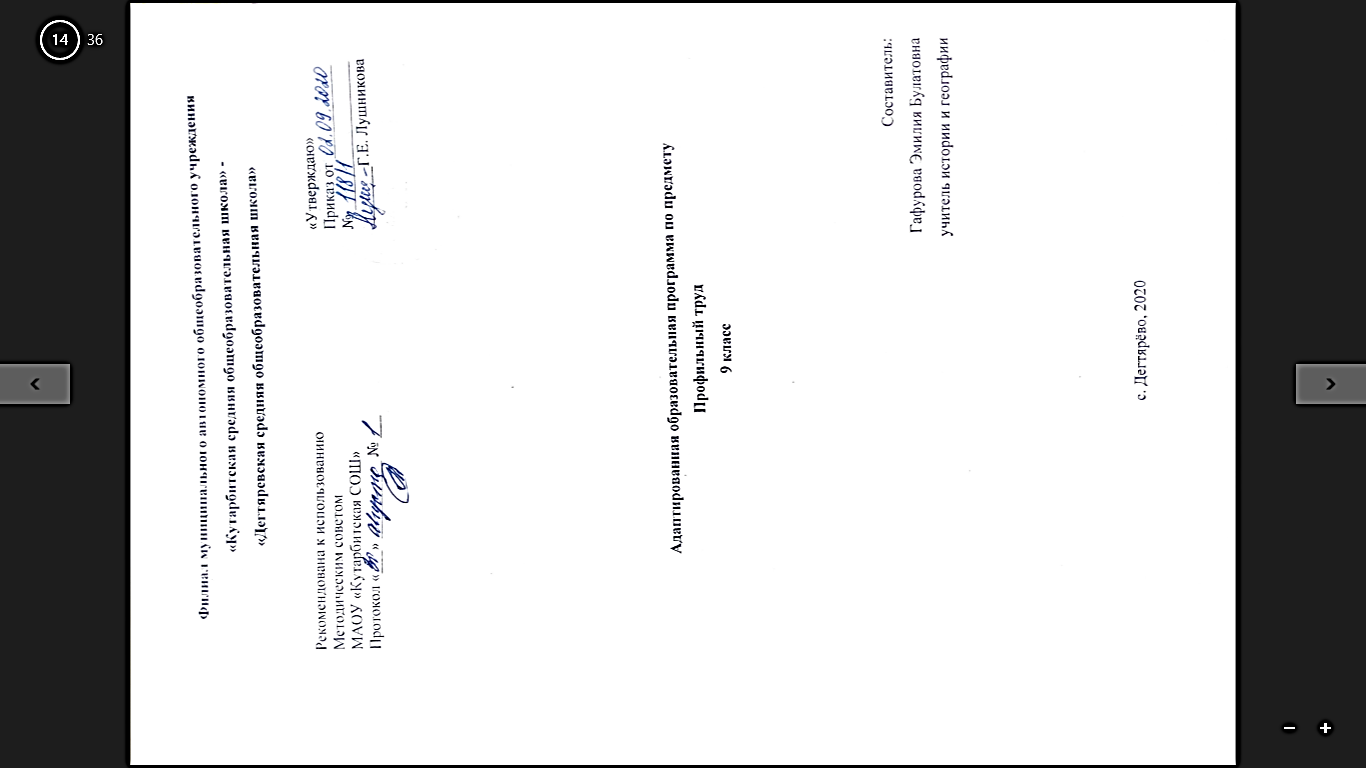 14 36
Филиал муниципального автономного общеобразовательного учреждения
«Кутарбитская средняя общеобразовательная школа» -
«Дегтяревская средняя общеобразовательная школа»
Рекомендована к использованию
Методическим советом
МАОУ «Кутарбитская СОШ»
Протокол « » августа № 1
«Утверждаю»
Приказ от 01.09.2020
№ 118/1
Г.Е. Лушникова
Адаптированная образовательная программа по предмету
Профильный труд
9 класс
Составитель:
Гафурова Эмилия Булатовна
учитель истории и географии
с. Дегтярёво, 2020